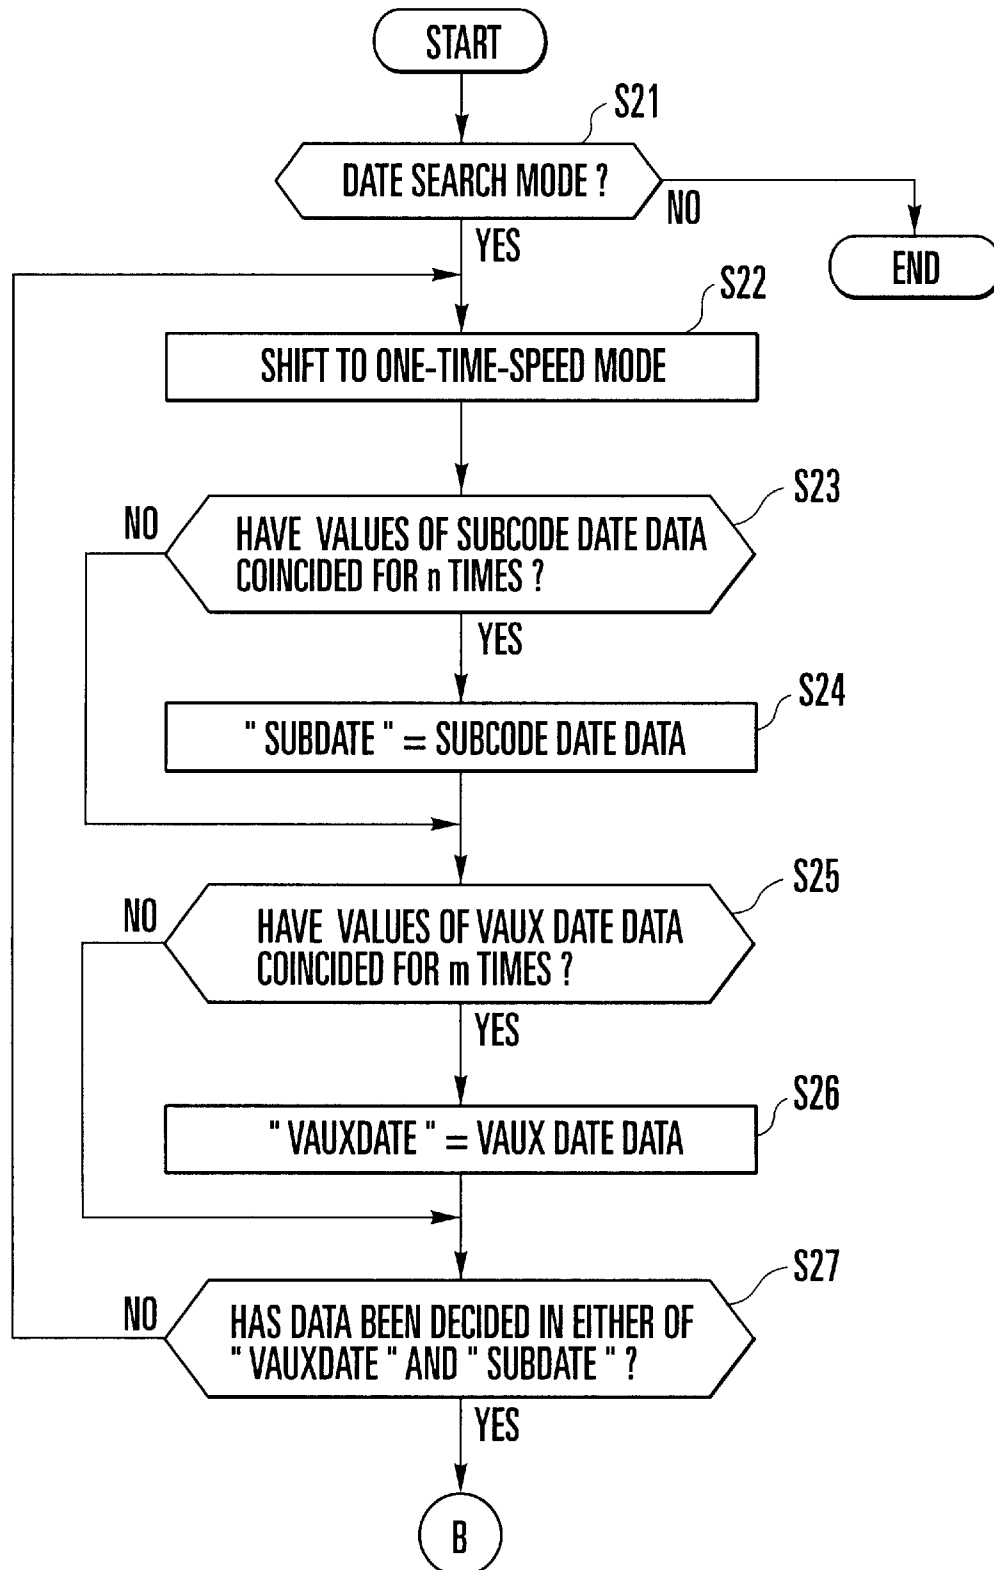 START
S21
DATE SEARCH MODE ?
NO
YES
END
S22
SHIFT TO ONE-TIME-SPEED MODE
S23
NO
HAVE VALUES OF SUBCODE DATE DATA
COINCIDED FOR n TIMES ?
YES
S24
" SUBDATE " = SUBCODE DATE DATA
S25
NO
HAVE VALUES OF VAUX DATE DATA
COINCIDED FOR m TIMES ?
YES
S26
" VAUXDATE " = VAUX DATE DATA
S27
NO
HAS DATA BEEN DECIDED IN EITHER OF
" VAUXDATE " AND " SUBDATE " ?
YES
B